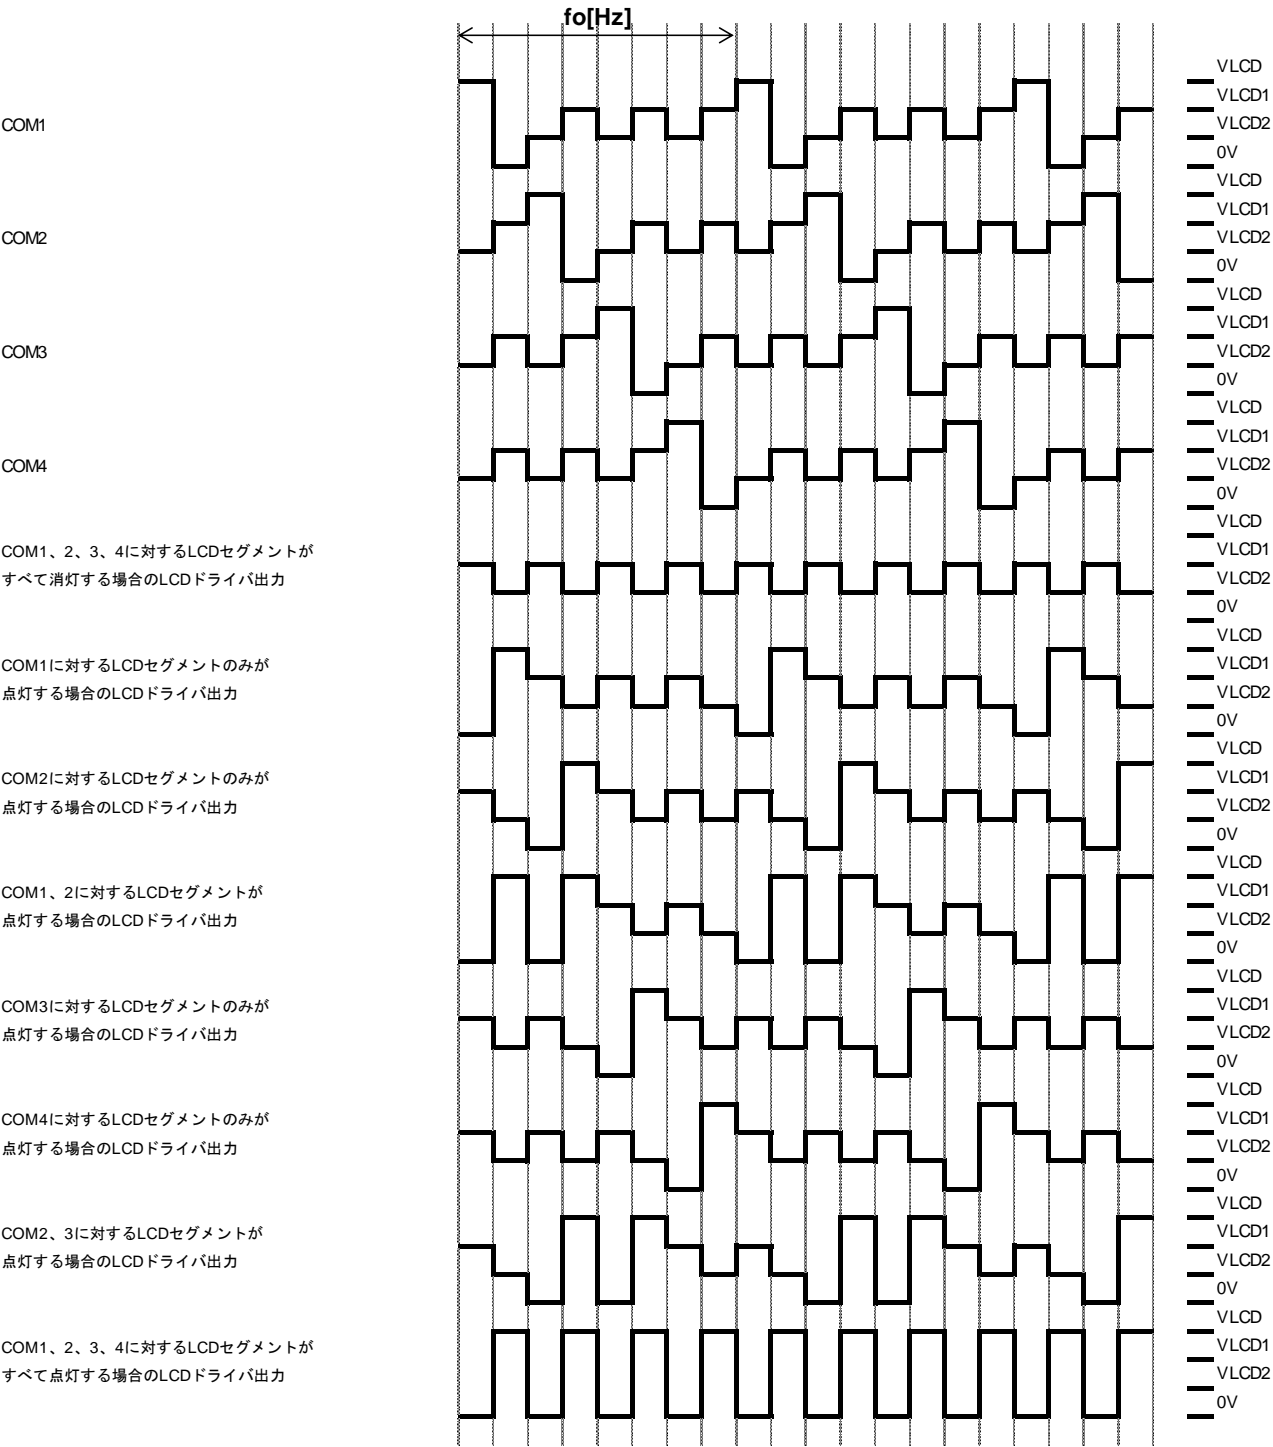 fo[Hz]
VLCD
VLCD1
COM1
VLCD2
0V
VLCD
VLCD1
COM2
VLCD2
0V
VLCD
VLCD1
COM3
VLCD2
0V
VLCD
VLCD1
COM4
VLCD2
0V
VLCD
COM1、2、3、4に対するLCDセグメントが
VLCD1
すべて消灯する場合のLCDドライバ出力
VLCD2
0V
VLCD
COM1に対するLCDセグメントのみが
VLCD1
点灯する場合のLCDドライバ出力
VLCD2
0V
VLCD
COM2に対するLCDセグメントのみが
VLCD1
点灯する場合のLCDドライバ出力
VLCD2
0V
VLCD
COM1、2に対するLCDセグメントが
VLCD1
点灯する場合のLCDドライバ出力
VLCD2
0V
VLCD
COM3に対するLCDセグメントのみが
VLCD1
点灯する場合のLCDドライバ出力
VLCD2
0V
VLCD
COM4に対するLCDセグメントのみが
VLCD1
点灯する場合のLCDドライバ出力
VLCD2
0V
VLCD
COM2、3に対するLCDセグメントが
VLCD1
点灯する場合のLCDドライバ出力
VLCD2
0V
VLCD
COM1、2、3、4に対するLCDセグメントが
VLCD1
すべて点灯する場合のLCDドライバ出力
VLCD2
0V